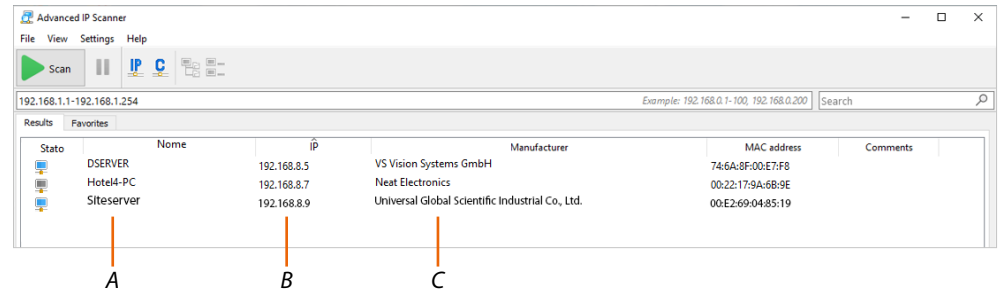 Advanced IP Scanner
File View Settings Help
Scan IP C
192.168.1.1-192.168.1.254 Example: 192.168.0.1-100, 192.168.0.200 Search
Results Favorites
Stato Nome IP Manufacturer MAC address Comments
DSERVER 192.168.8.5 VS Vision Systems GmbH 74:6A:8F:00:E7:F8
Hotel4-PC 192.168.8.7 Neat Electronics 00:22:17:9A:6B:9E
Siteserver 192.168.8.9 Universal Global Scientific Industrial Co., Ltd. 00:E2:69:04:85:19
A B C